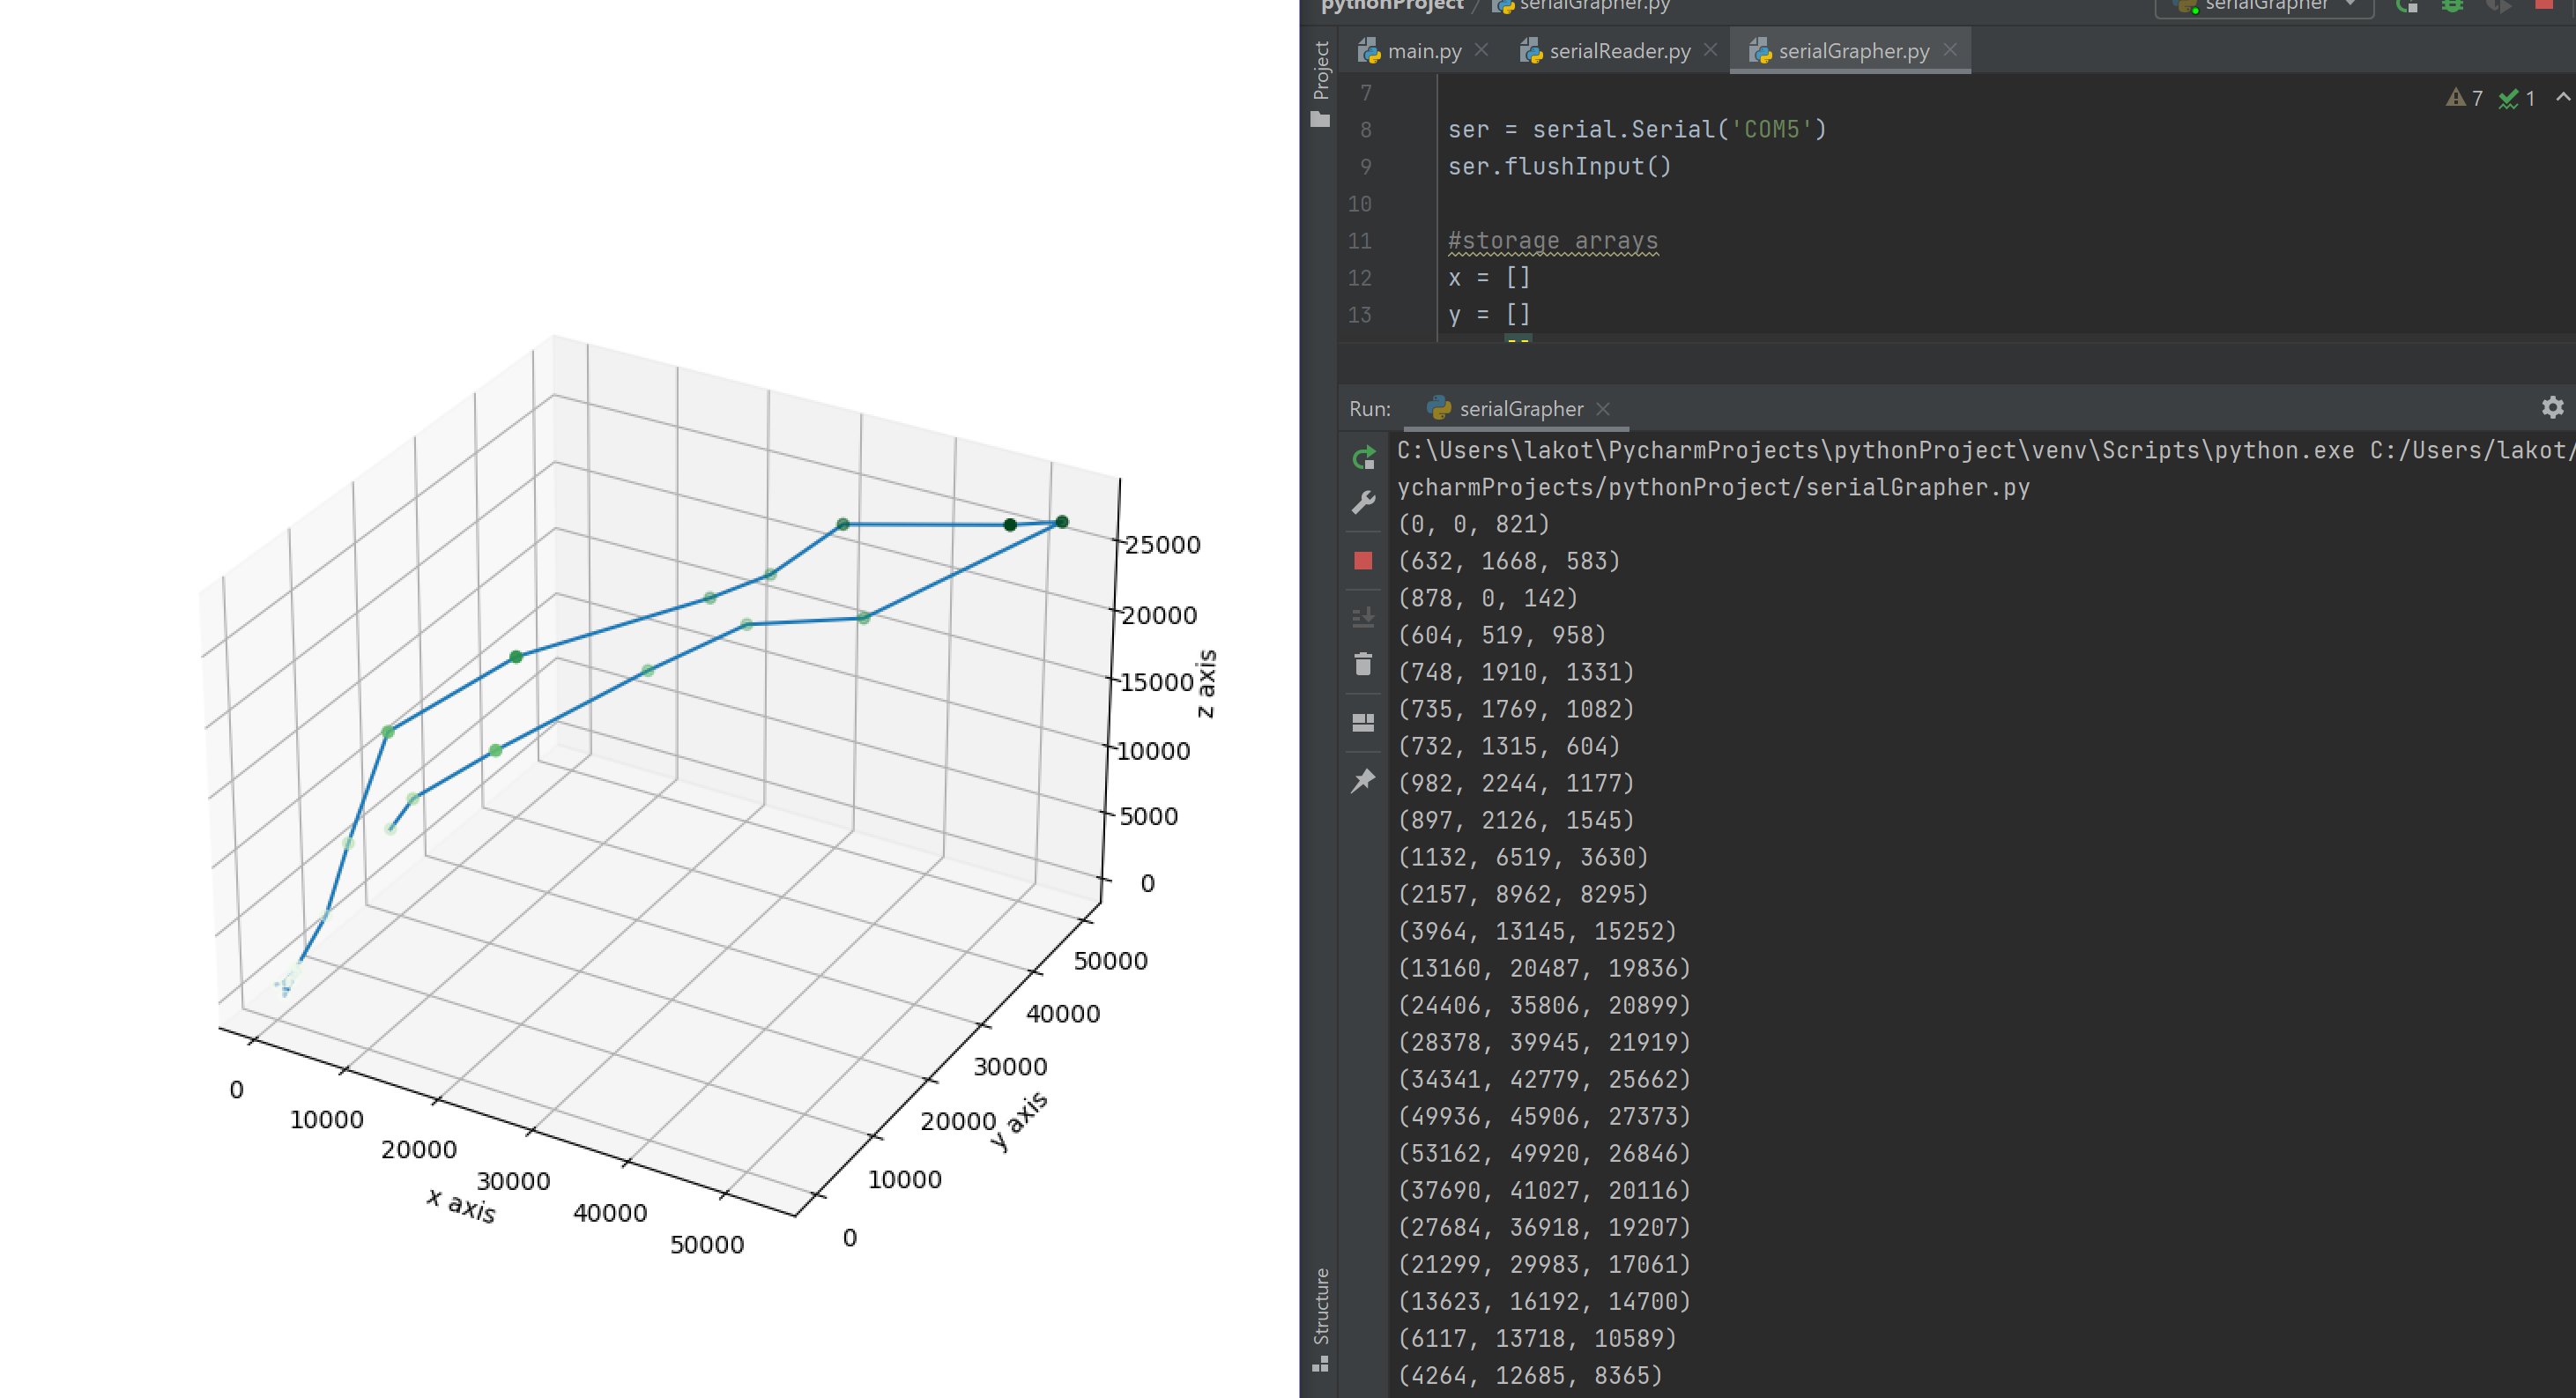 25000
20000
15000
z axis
10000
5000
0
50000
40000
30000
20000
y axis
10000
0
0
10000
20000
30000
x axis
40000
50000
pythonProject / serialGrapher.py
serialGrapher
Project
main.py
serialReader.py
serialGrapher.py
7 1
7
8 ser = serial.Serial('COM5')
9 ser.flushInput()
10
11 #storage arrays
12 x = []
13 y = []
Run: serialGrapher
C:\Users\lakot\PycharmProjects\pythonProject\venv\Scripts\python.exe C:/Users/lakot/
ycharmProjects/pythonProject/serialGrapher.py
(0, 0, 821)
(632, 1668, 583)
(878, 0, 142)
(604, 519, 958)
(748, 1910, 1331)
(735, 1769, 1082)
(732, 1315, 604)
(982, 2244, 1177)
(897, 2126, 1545)
(1132, 6519, 3630)
(2157, 8962, 8295)
(3964, 13145, 15252)
(13160, 20487, 19836)
(24406, 35806, 20899)
(28378, 39945, 21919)
(34341, 42779, 25662)
(49936, 45906, 27373)
(53162, 49920, 26846)
(37690, 41027, 20116)
(27684, 36918, 19207)
(21299, 29983, 17061)
(13623, 16192, 14700)
(6117, 13718, 10589)
(4264, 12685, 8365)
Structure